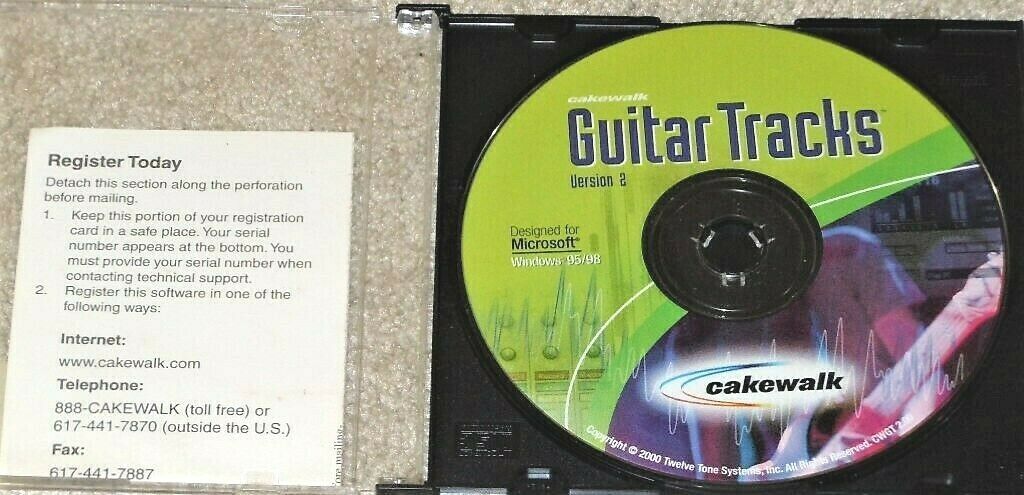 Register Today
Detach this section along the perforation
before mailing.
1. Keep this portion of your registration
card in a safe place. Your serial
number appears at the bottom. You
must provide your serial number when
contacting technical support.
2. Register this software in one of the
following ways:
Internet:
www.cakewalk.com
Telephone:
888-CAKEWALK (toll free) or
617-441-7870 (outside the U.S.)
Fax:
617-441-7887
cakewalk
Guitar Tracks™
Version 2
Designed for
Microsoft®
Windows® 95/98
cakewalk
Copyright © 2000 Twelve Tone Systems, Inc. All Rights Reserved. CWGT